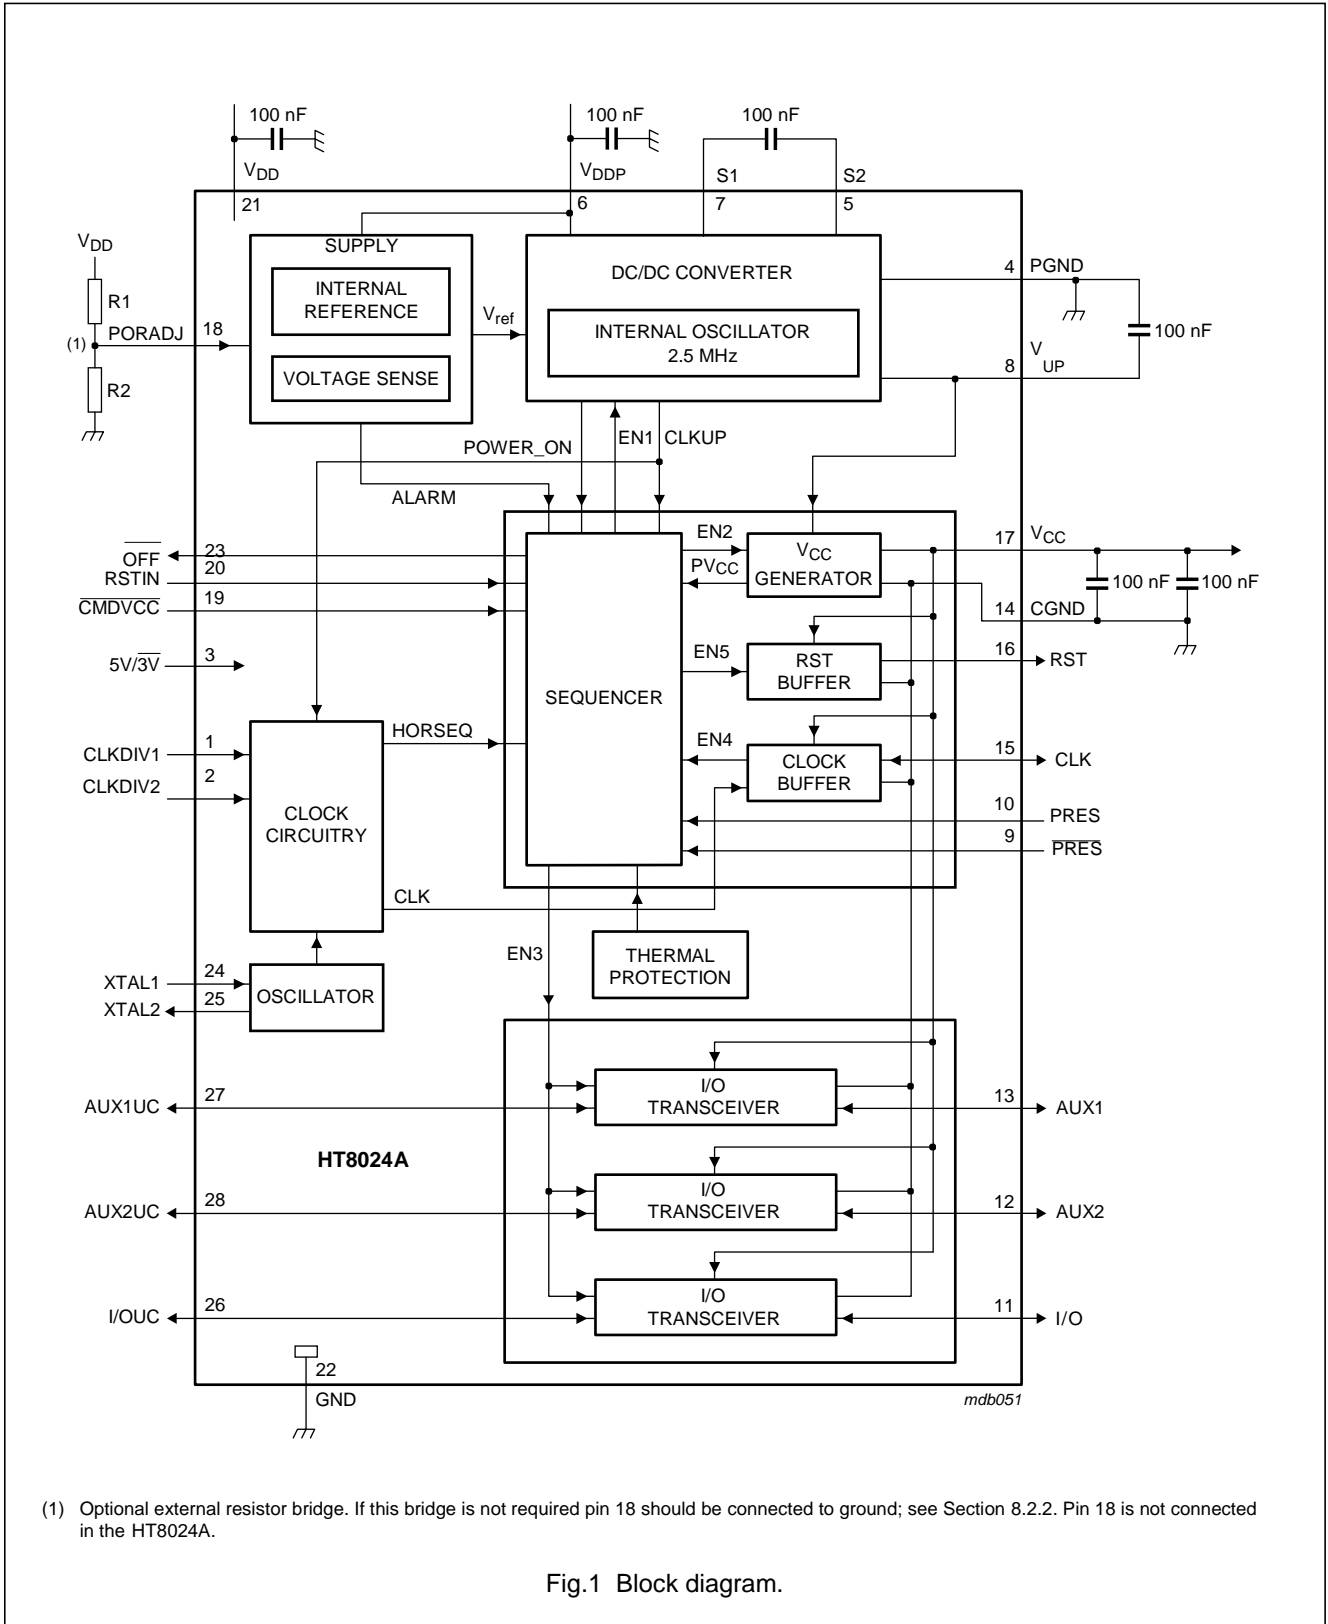 100 nF
100 nF
100 nF
VDD
VDDP
S1
S2
21
6
7
5
VDD
R1
(1)
PORADJ
18
R2
SUPPLY
INTERNAL
REFERENCE
VOLTAGE SENSE
Vref
DC/DC CONVERTER
INTERNAL OSCILLATOR
2.5 MHz
4
PGND
100 nF
8
VUP
POWER_ON
EN1
CLKUP
ALARM
OFF
23
RSTIN
20
CMDVCC
19
5V/3V
3
CLKDIV1
1
CLKDIV2
2
CLOCK
CIRCUITRY
HORSEQ
CLK
SEQUENCER
EN2
PVCC
VCC
GENERATOR
17
VCC
100 nF
100 nF
14
CGND
EN5
RST
BUFFER
16
RST
EN4
CLOCK
BUFFER
15
CLK
10
PRES
9
PRES
THERMAL
PROTECTION
EN3
XTAL1
24
XTAL2
25
OSCILLATOR
AUX1UC
27
I/O
TRANSCEIVER
13
AUX1
HT8024A
AUX2UC
28
I/O
TRANSCEIVER
12
AUX2
I/OUC
26
I/O
TRANSCEIVER
11
I/O
22
GND
mdb051
(1) Optional external resistor bridge. If this bridge is not required pin 18 should be connected to ground; see Section 8.2.2. Pin 18 is not connected
in the HT8024A.
Fig.1 Block diagram.